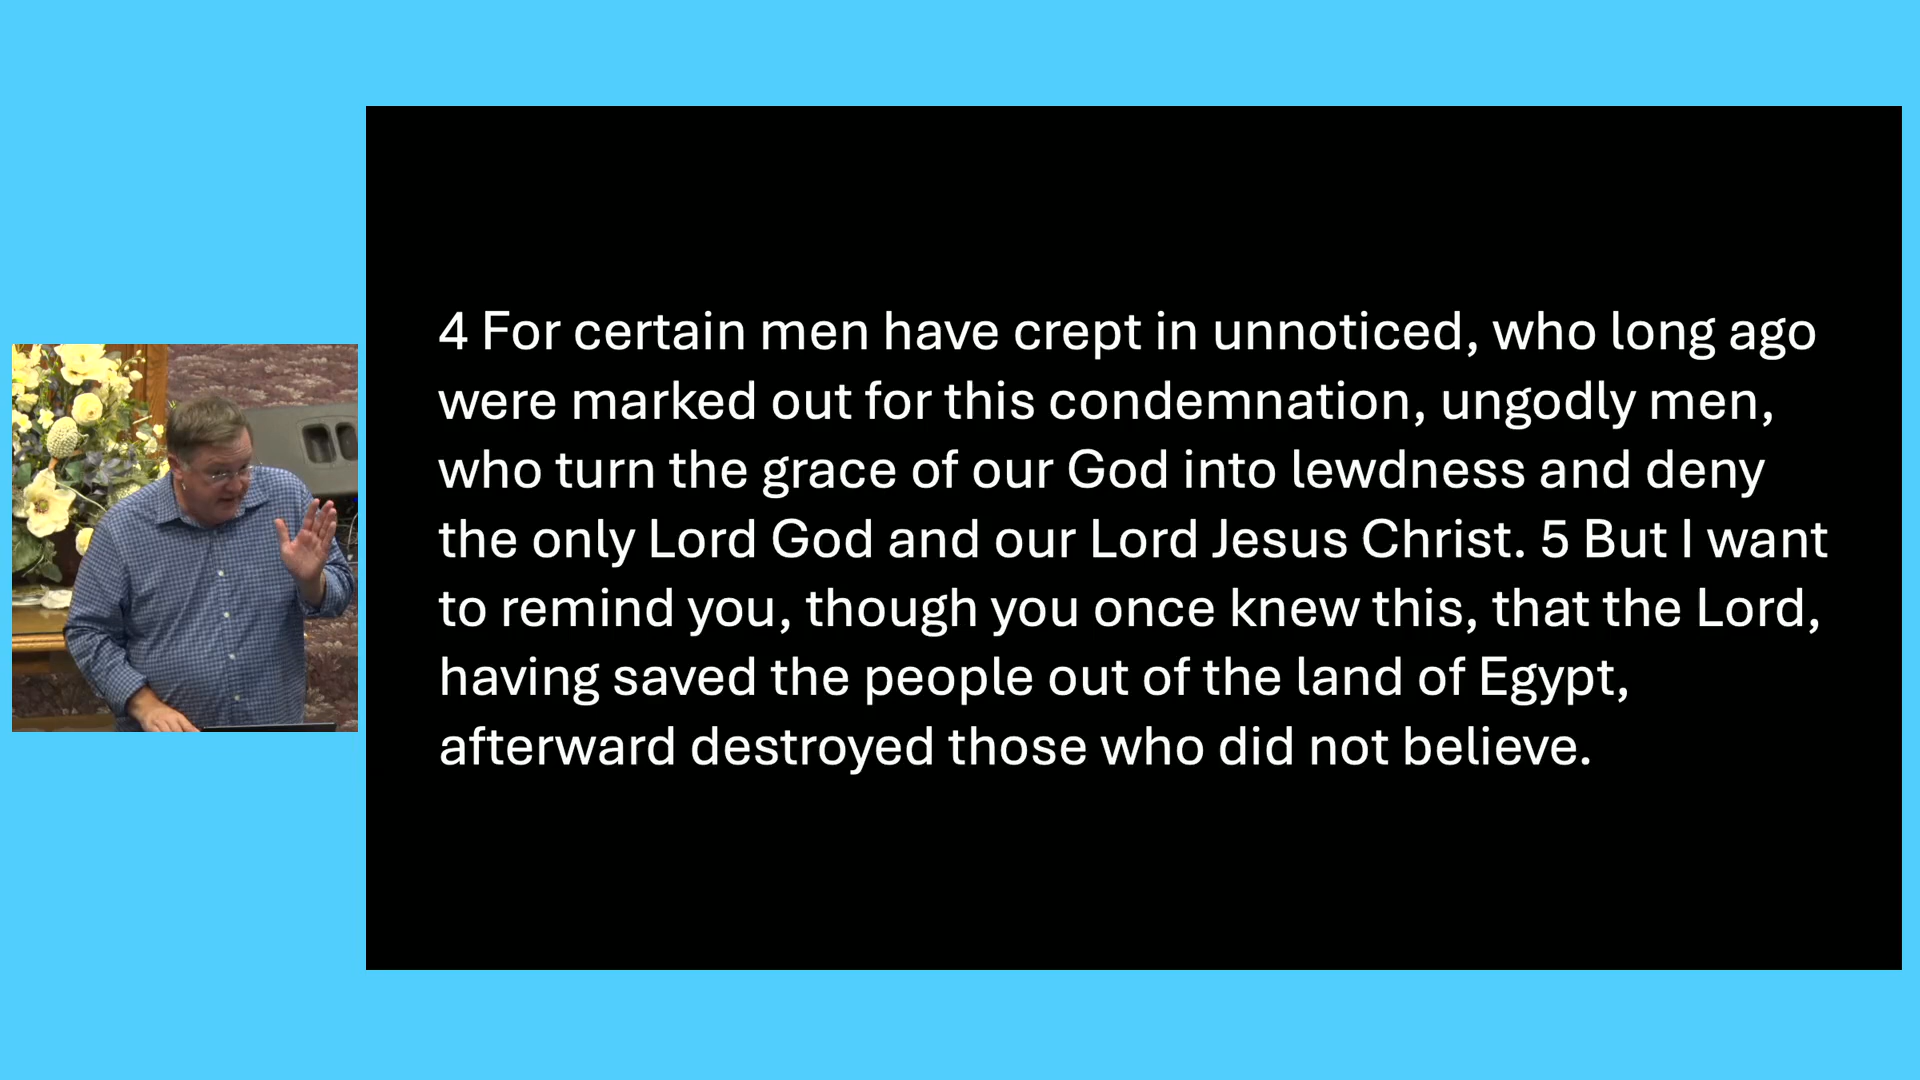 4 For certain men have crept in unnoticed, who long ago
were marked out for this condemnation, ungodly men,
who turn the grace of our God into lewdness and deny
the only Lord God and our Lord Jesus Christ. 5 But I want
to remind you, though you once knew this, that the Lord,
having saved the people out of the land of Egypt,
afterward destroyed those who did not believe.